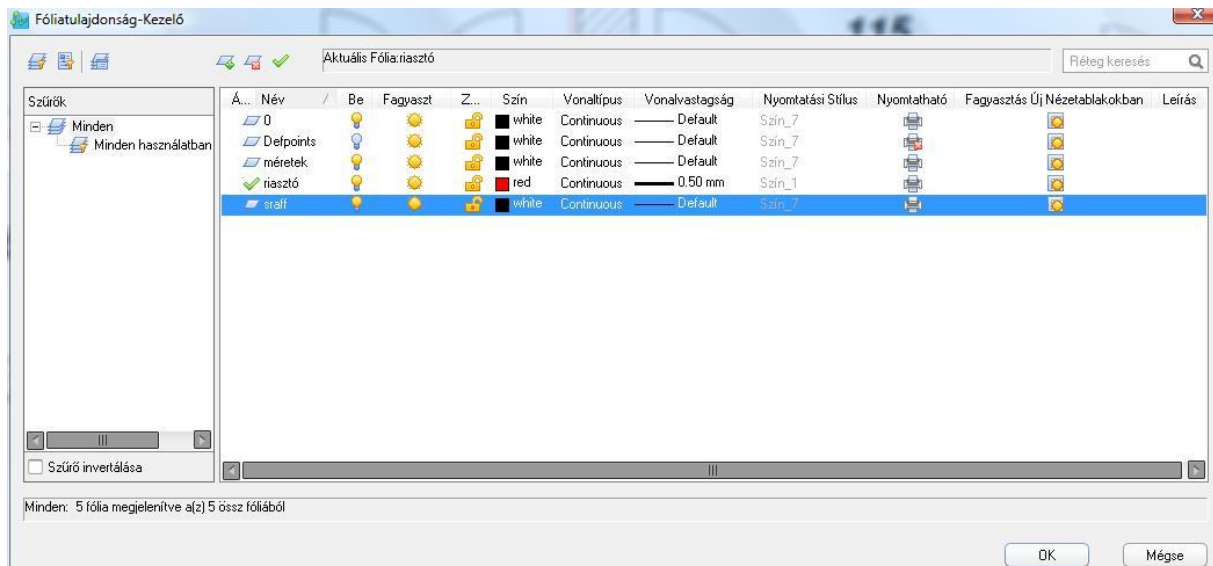 Fóliatulajdonság-Kezelő
115
Aktuális Fólia:riasztó
Réteg keresés
Szűrők
Minden
Minden használatban
Á... Név / Be Fagyaszt Z... Szín Vonaltípus Vonalvastagság Nyomtatási Stílus Nyomtatható Fagyasztás Új Nézetablakokban Leírás
0 white Continuous Default Szín_7
Defpoints white Continuous Default Szín_7
méretek white Continuous Default Szín_7
riasztó red Continuous 0.50 mm Szín_1
sraff white Continuous Default Szín_7
Szűrő invertálása
Minden: 5 fólia megjelenítve a(z) 5 össz fóliából
OK Mégse